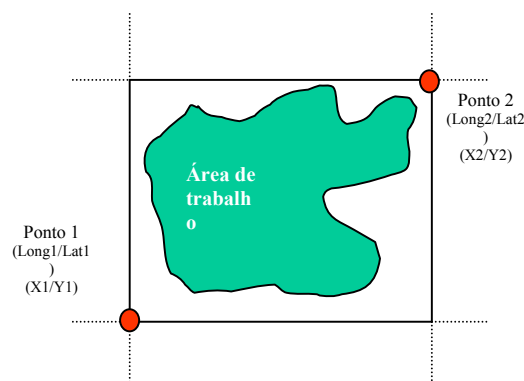 Ponto 2
(Long2/Lat2
)
(X2/Y2)
Área de
trabalh
o
Ponto 1
(Long1/Lat1
)
(X1/Y1)